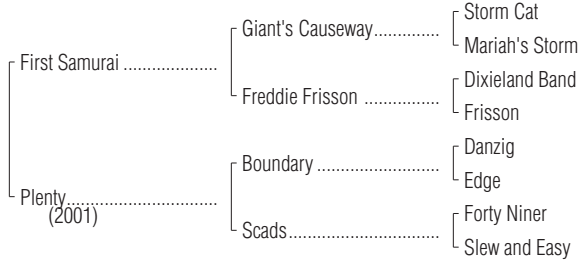 Storm Cat
Giant's Causeway..............
Mariah's Storm
First Samurai ....................
Dixieland Band
Freddie Frisson ................
Frisson
Danzig
Boundary ..........................
Edge
Plenty................................
(2001)
Forty Niner
Scads................................
Slew and Easy